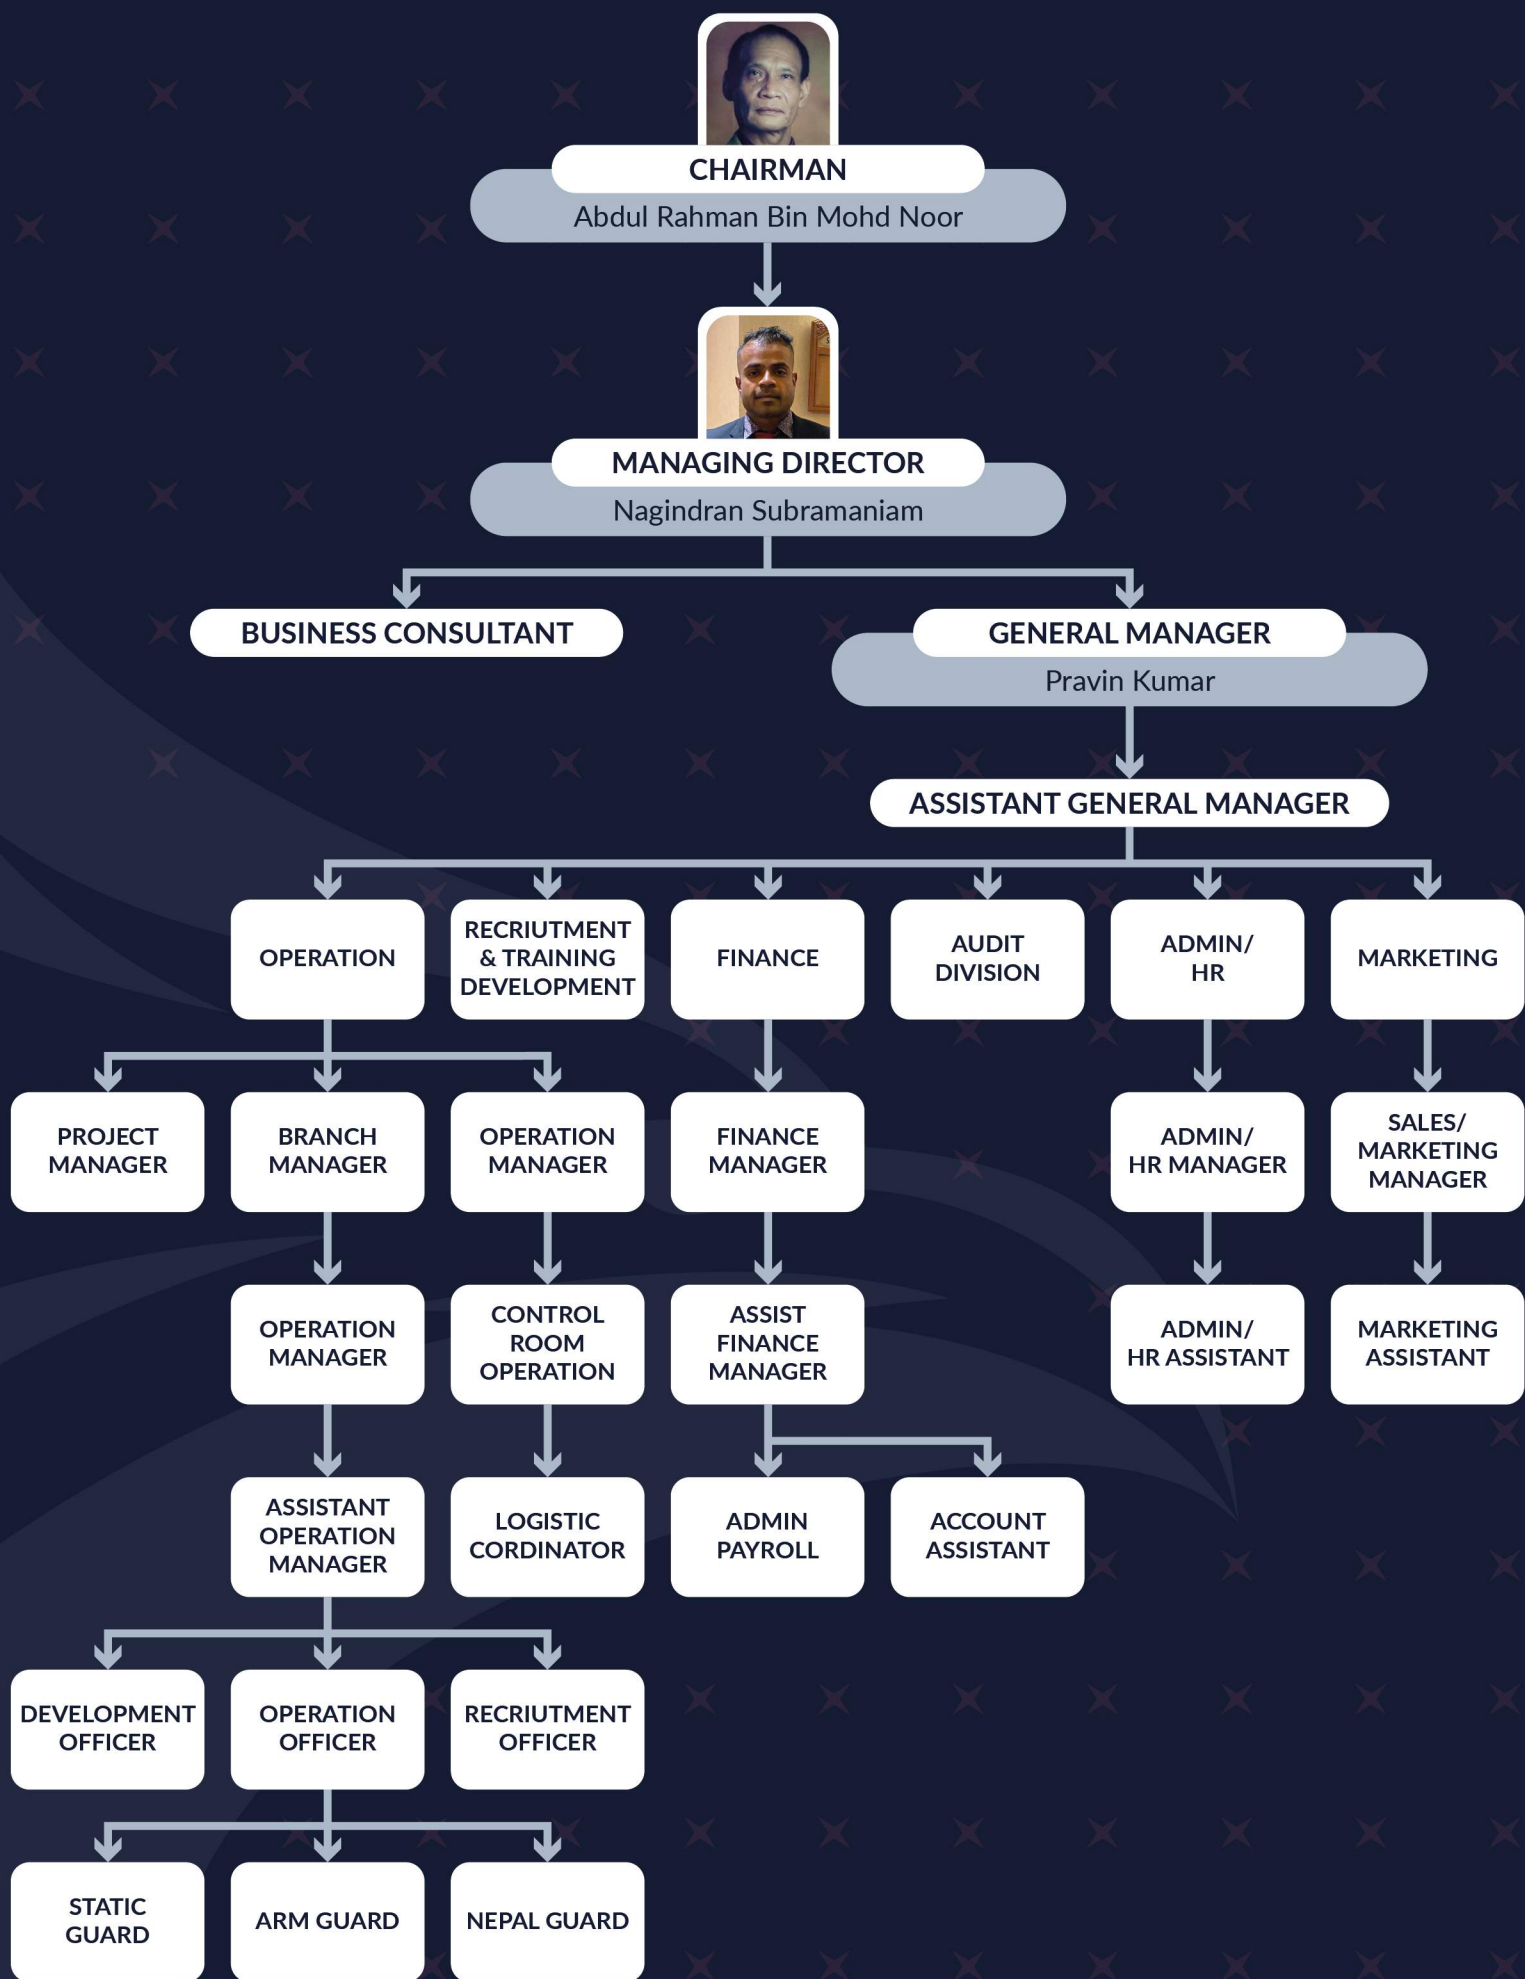 CHAIRMAN
Abdul Rahman Bin Mohd Noor
MANAGING DIRECTOR
Nagindran Subramaniam
BUSINESS CONSULTANT
GENERAL MANAGER
Pravin Kumar
ASSISTANT GENERAL MANAGER
OPERATION
RECRIUTMENT
& TRAINING
DEVELOPMENT
FINANCE
AUDIT
DIVISION
ADMIN/
HR
MARKETING
PROJECT
MANAGER
BRANCH
MANAGER
OPERATION
MANAGER
FINANCE
MANAGER
ADMIN/
HR MANAGER
SALES/
MARKETING
MANAGER
OPERATION
MANAGER
CONTROL
ROOM
OPERATION
ASSIST
FINANCE
MANAGER
ADMIN/
HR ASSISTANT
MARKETING
ASSISTANT
ASSISTANT
OPERATION
MANAGER
LOGISTIC
CORDINATOR
ADMIN
PAYROLL
ACCOUNT
ASSISTANT
DEVELOPMENT
OFFICER
OPERATION
OFFICER
RECRIUTMENT
OFFICER
STATIC
GUARD
ARM GUARD
NEPAL GUARD